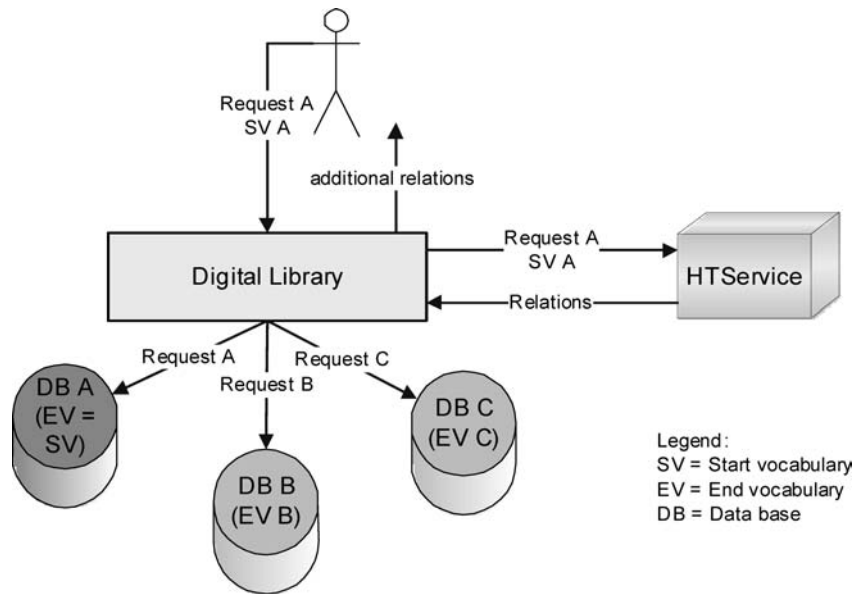 Request A
SV A
additional relations
Digital Library
Request A
SV A
Relations
HTService
Request A
Request B
Request C
DB A
(EV =
SV)
DB B
(EV B)
DB C
(EV C)
Legend:
SV = Start vocabulary
EV = End vocabulary
DB = Data base